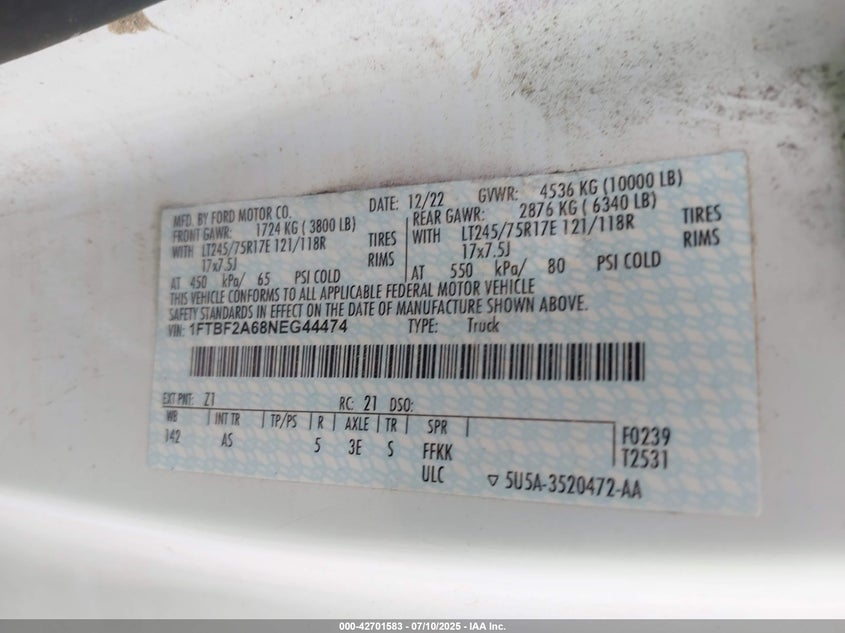 MFD. BY FORD MOTOR CO. DATE: 12/22 GVWR: 4536 KG (10000 LB)
FRONT GAWR: 1724 KG ( 3800 LB) REAR GAWR: 2876 KG ( 6340 LB)
WITH LT245/75R17E 121/118R TIRES WITH LT245/75R17E 121/118R TIRES
17x7.5J RIMS 17x7.5J RIMS
AT 450 kPa/ 65 PSI COLD AT 550 kPa/ 80 PSI COLD
THIS VEHICLE CONFORMS TO ALL APPLICABLE FEDERAL MOTOR VEHICLE
SAFETY STANDARDS IN EFFECT ON THE DATE OF MANUFACTURE SHOWN ABOVE.
VIN: 1FTBF2A68NEG44474 TYPE: Truck
EXT PNT: Z1 RC: 21 DSO:
WB INT TR TP/PS R AXLE TR SPR F0239
142 AS 5 3E S FFKK T2531
ULC ▽ 5U5A-3520472-AA
000-42701583 / 07/10/2025 - IAA Inc.